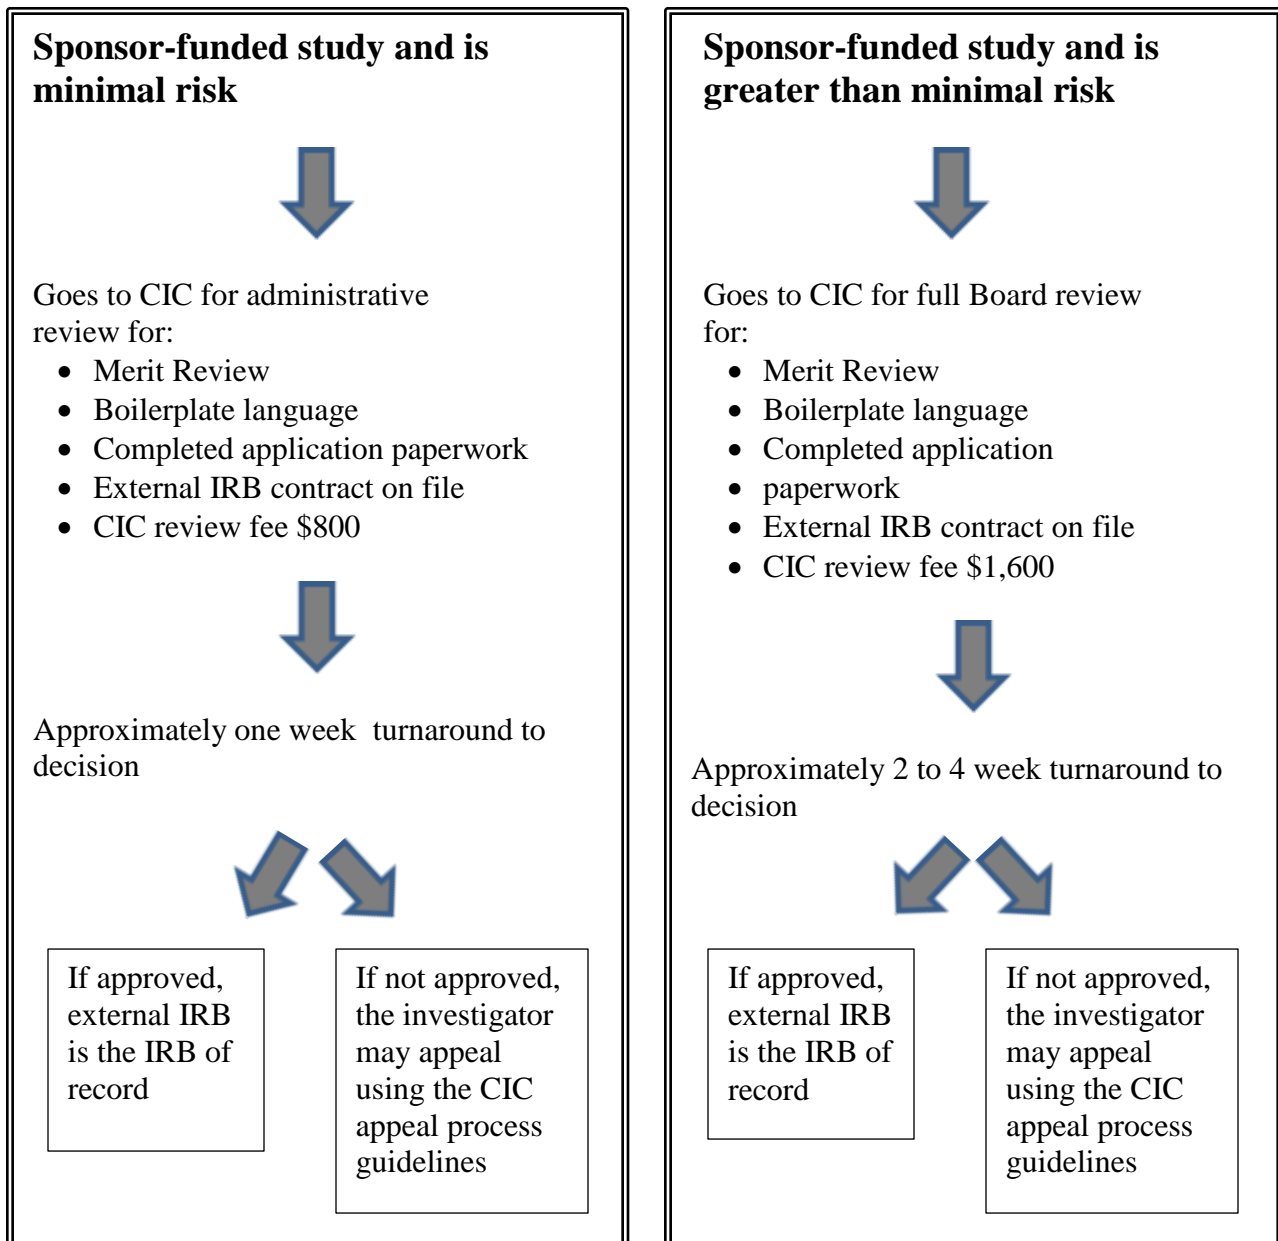 Sponsor-funded study and is
minimal risk
Goes to CIC for administrative
review for:
• Merit Review
• Boilerplate language
• Completed application paperwork
• External IRB contract on file
• CIC review fee $800
Approximately one week  turnaround to
decision
If approved,
external IRB
is the IRB of
record
If not approved,
the investigator
may appeal
using the CIC
appeal process
guidelines
Sponsor-funded study and is
greater than minimal risk
Goes to CIC for full Board review
for:
• Merit Review
• Boilerplate language
• Completed application
• paperwork
• External IRB contract on file
• CIC review fee $1,600
Approximately 2 to 4 week turnaround to
decision
If approved,
external IRB
is the IRB of
record
If not approved,
the investigator
may appeal
using the CIC
appeal process
guidelines